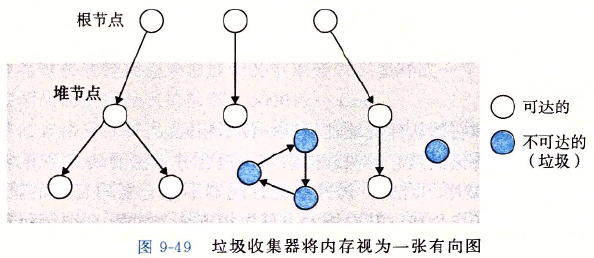 根节点
堆节点
可达的
不可达的
（垃圾）
图 9-49 垃圾收集器将内存视为一张有向图